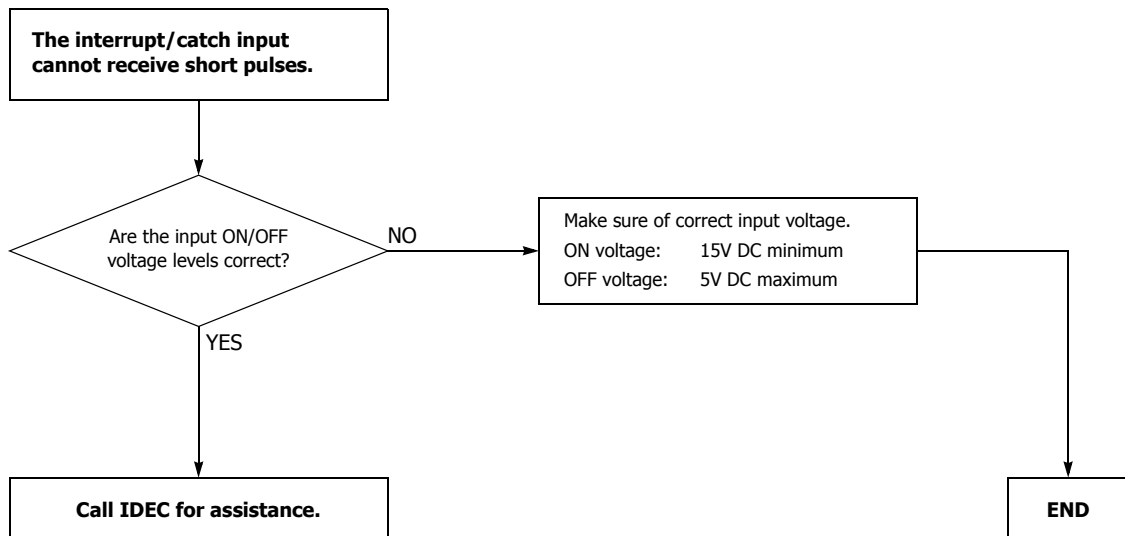 The interrupt/catch input
cannot receive short pulses.
Are the input ON/OFF
voltage levels correct?
NO
Make sure of correct input voltage.
ON voltage: 15V DC minimum
OFF voltage: 5V DC maximum
YES
Call IDEC for assistance.
END